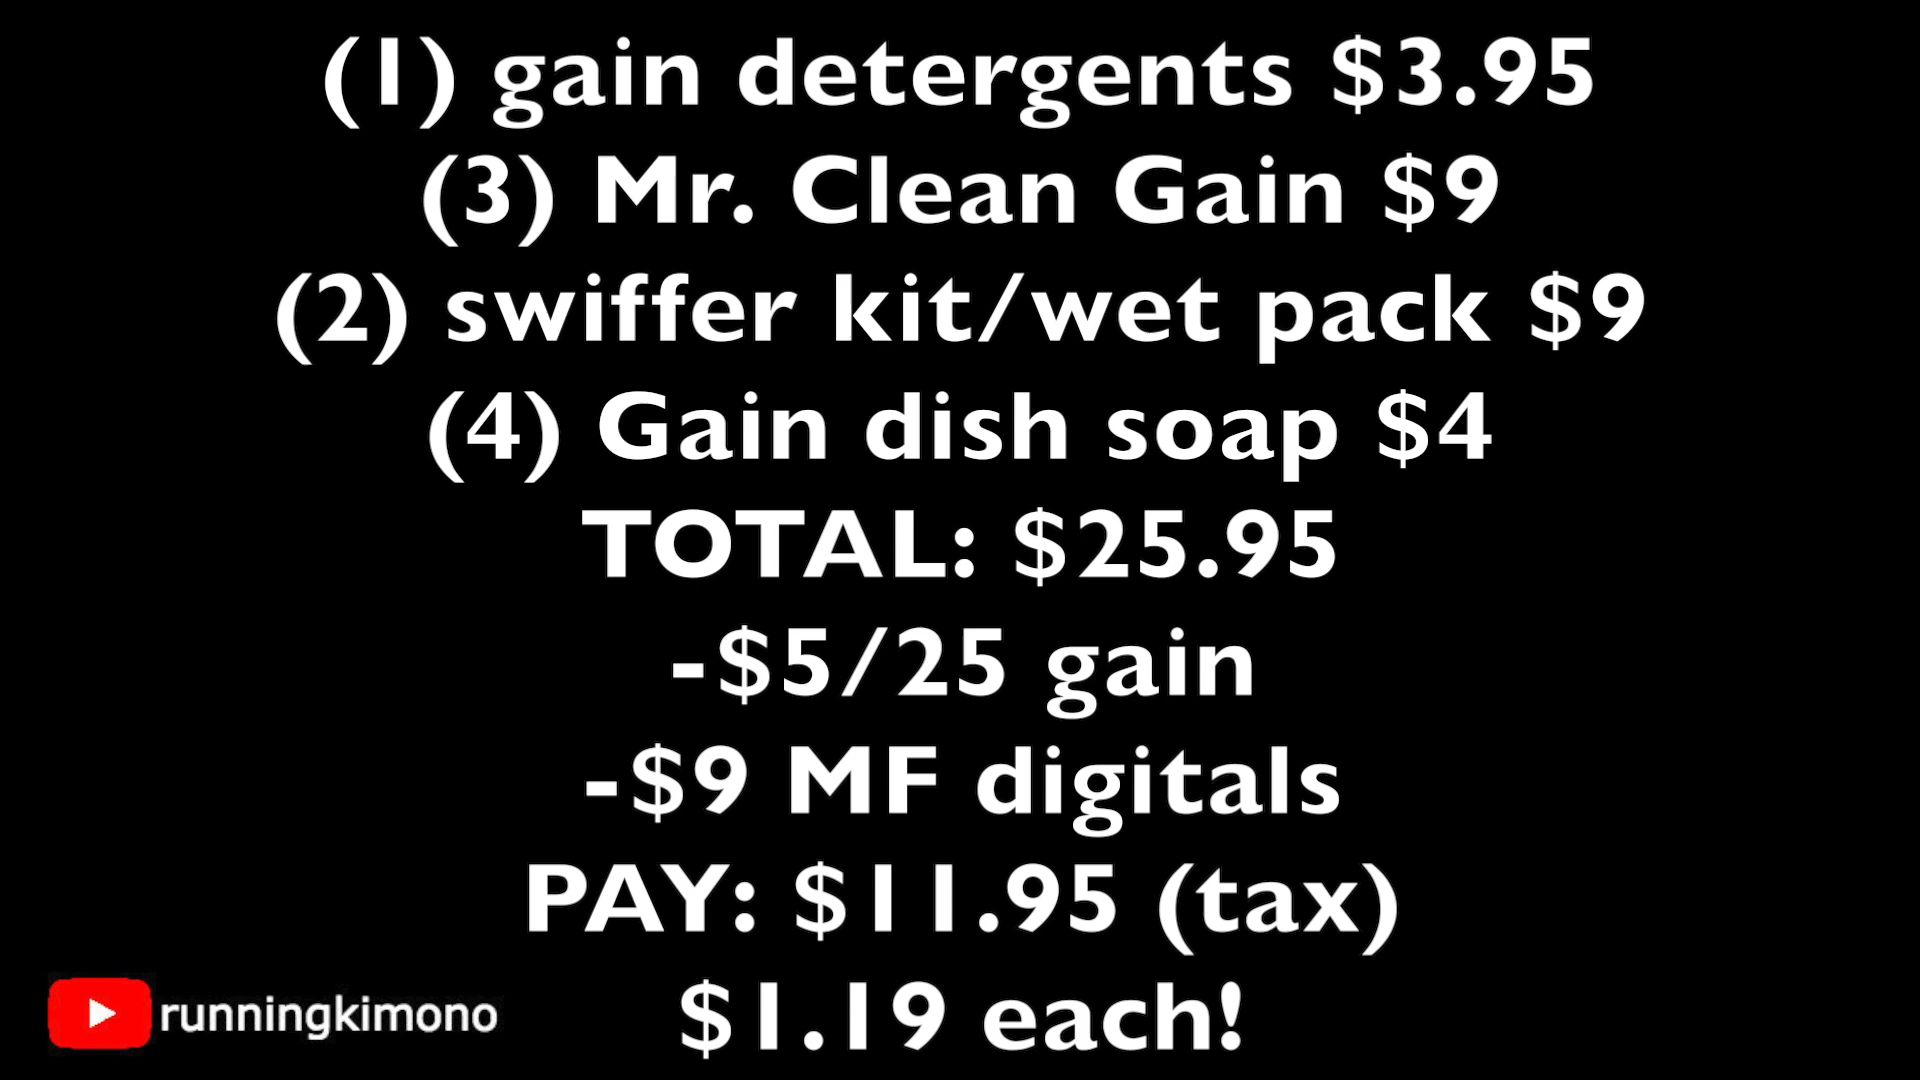 (1) gain detergents $3.95
(3) Mr. Clean Gain $9
(2) swiffer kit/wet pack $9
(4) Gain dish soap $4
TOTAL: $25.95
-$5/25 gain
-$9 MF digitals
PAY: $11.95 (tax)
$1.19 each!
runningkimono